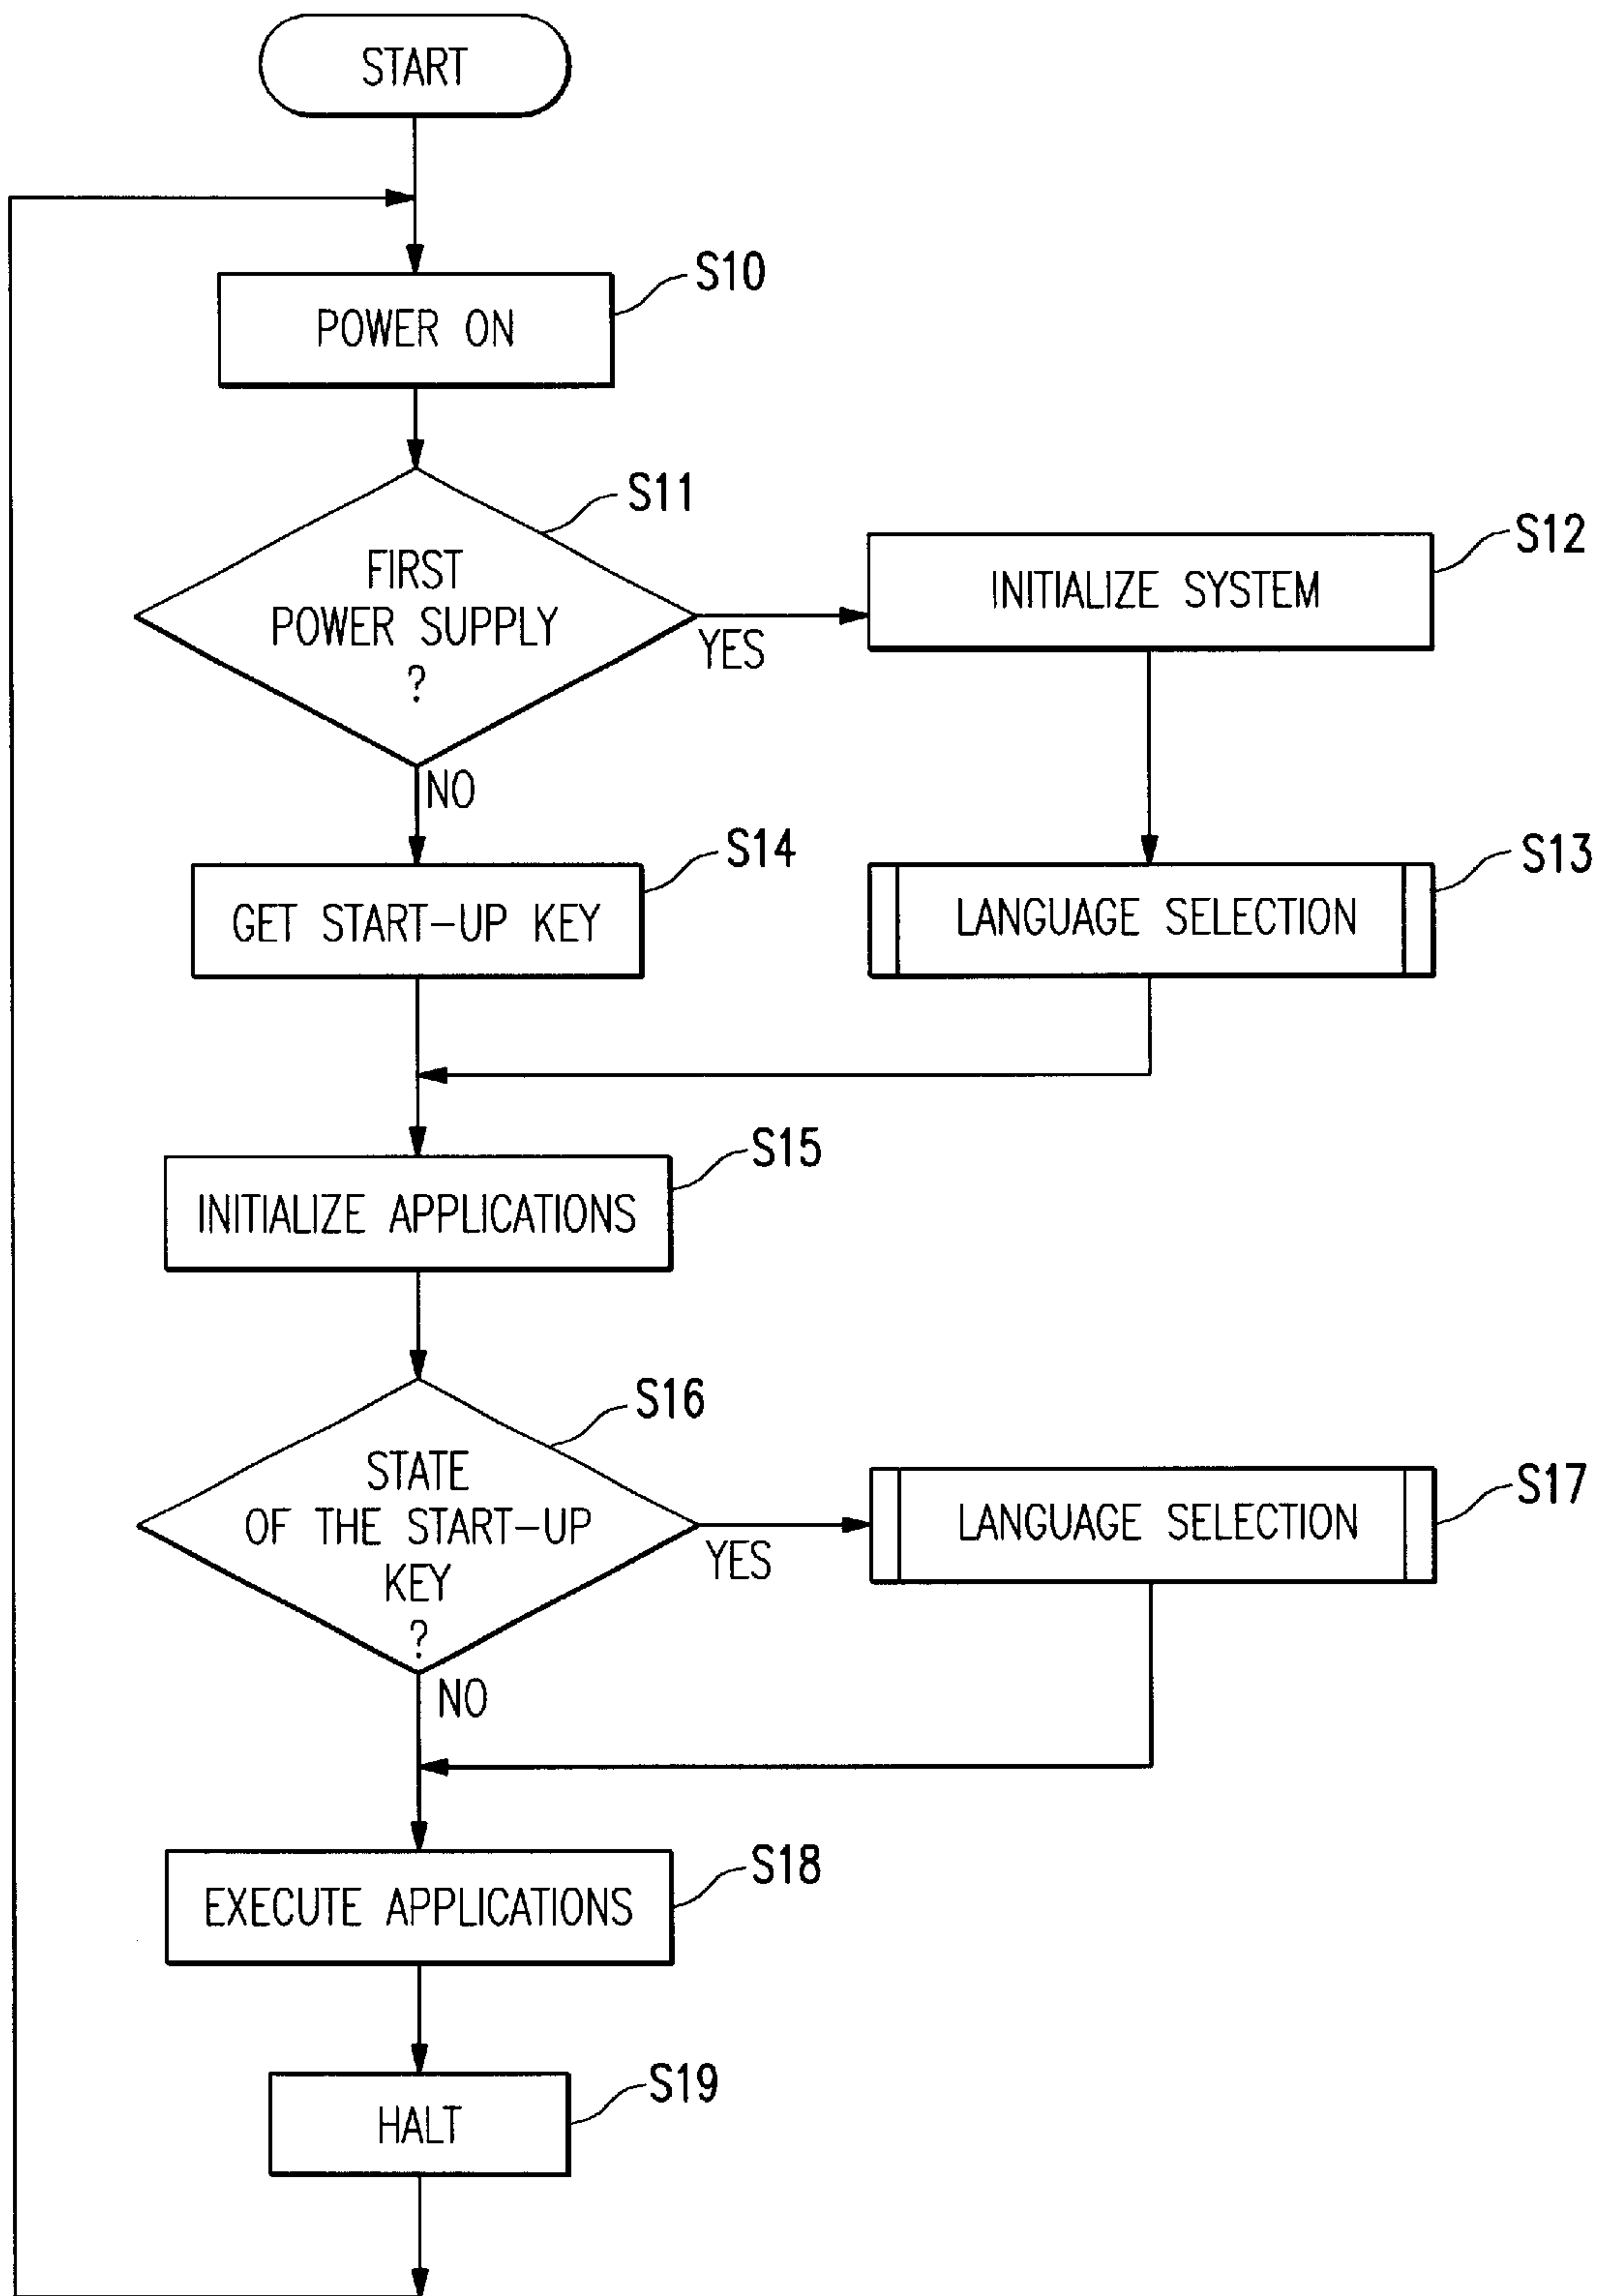 START
S10
POWER ON
S11
FIRST
POWER SUPPLY
?
YES
NO
S12
INITIALIZE SYSTEM
S14
GET START-UP KEY
S13
LANGUAGE SELECTION
S15
INITIALIZE APPLICATIONS
S16
STATE
OF THE START-UP
KEY
?
YES
NO
S17
LANGUAGE SELECTION
S18
EXECUTE APPLICATIONS
S19
HALT